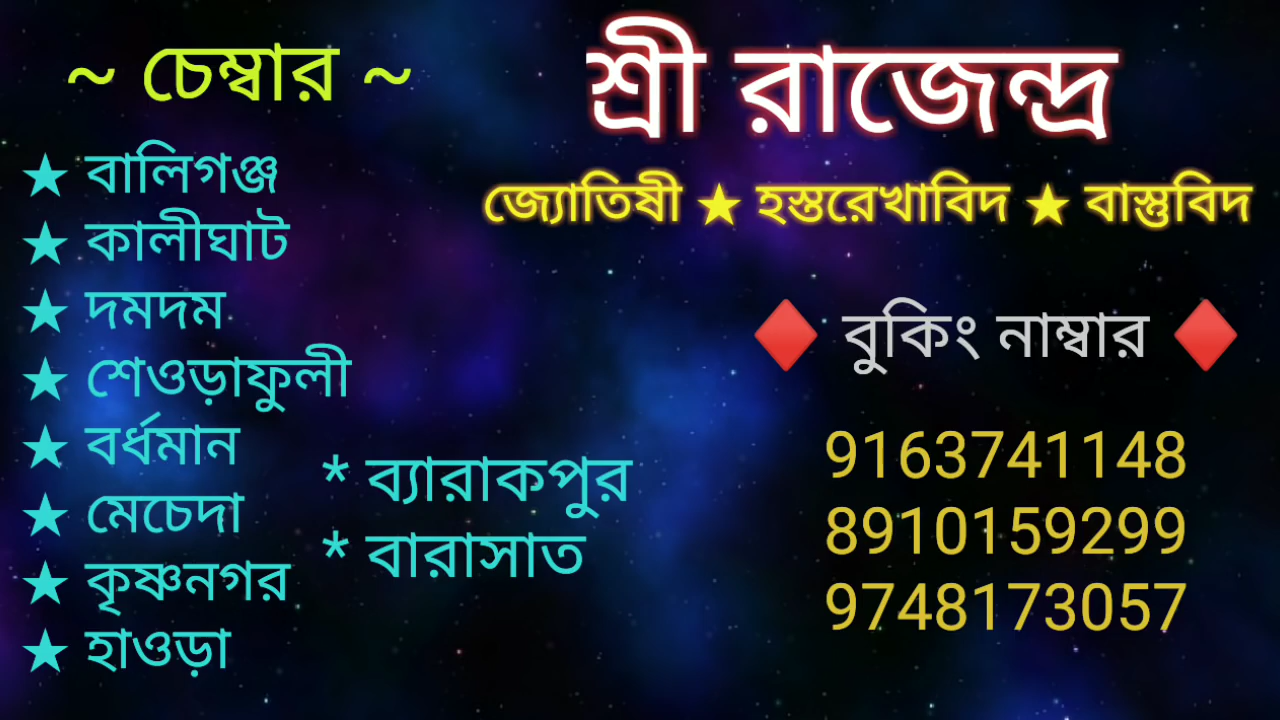 ~ চেম্বার ~
★ বালিগঞ্জ
★ কালীঘাট
★ দমদম
★ শেওড়াফুলী
★ বর্ধমান
★ মেচেদা
★ কৃষ্ণনগর
★ হাওড়া
* ব্যারাকপুর
* বারাসাত
শ্রী রাজেন্দ্র
জ্যোতিষী ★ হস্তরেখাবিদ ★ বাস্তুবিদ
♦ বুকিং নাম্বার ♦
9163741148
8910159299
9748173057